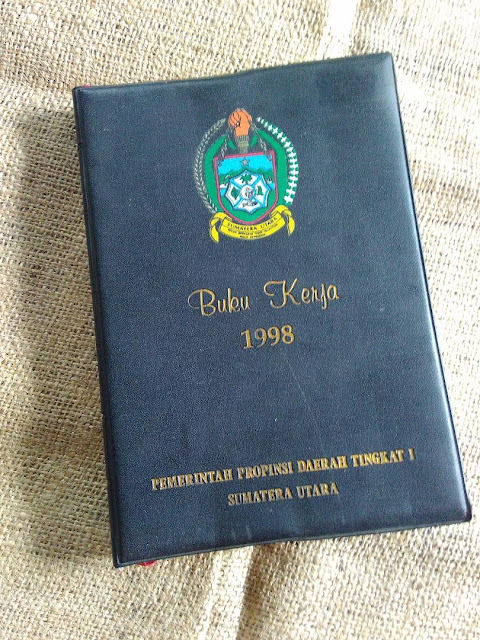 SUMATERA UTARA
Buku Kerja
1998
PEMERINTAH PROPINSI DAERAH TINGKAT I
SUMATERA UTARA